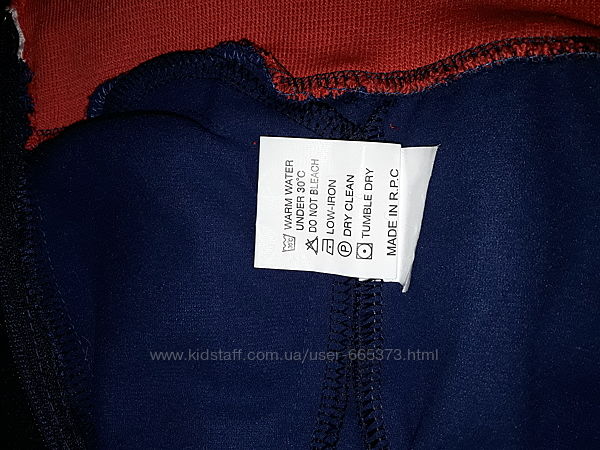 WARM WATER
UNDER 30°C
DO NOT BLEACH
LOW-IRON
DRY CLEAN
TUMBLE DRY
MADE IN R.P.C
www.kidstaff.com.ua/user-665373.html